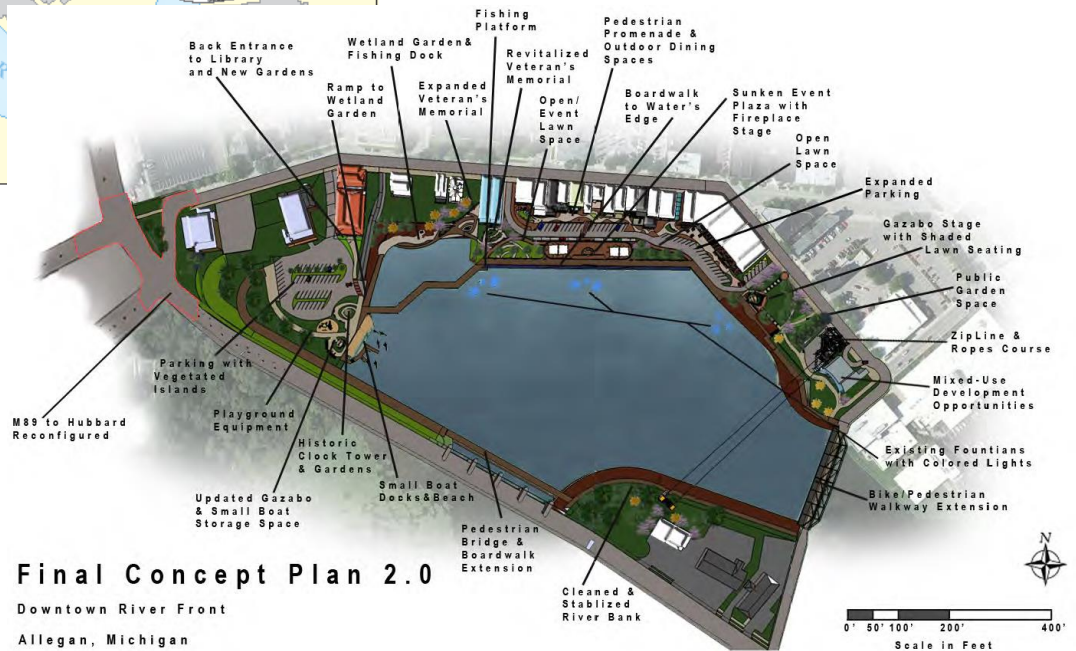 Fishing
Platform
Back Entrance
to Library
and New Gardens
Wetland Garden&
Fishing Dock
Ramp to
Wetland
Garden
Expanded
Veteran's
Memorial
Revitalized
Veteran's
Memorial
Open/
Event
Lawn
Space
Pedestrian
Promenade &
Outdoor Dining
Spaces
Boardwalk
to Water's
Edge
Sunken Event
Plaza with
Fireplace
Stage
Open
Lawn
Space
Expanded
Parking
Gazabo Stage
with Shaded
Lawn Seating
Public
Garden
Space
ZipLine &
Ropes Course
Mixed-Use
Development
Opportunities
Existing Fountians
with Colored Lights
Bike/Pedestrian
Walkway Extension
M89 to Hubbard
Reconfigured
Parking with
Vegetated
Islands
Playground
Equipment
Updated Gazabo
& Small Boat
Storage Space
Historic
Clock Tower
& Gardens
Small Boat
Docks&Beach
Pedestrian
Bridge &
Boardwalk
Extension
Cleaned &
Stablized
River Bank
Final Concept Plan 2.0
Downtown River Front
Allegan, Michigan
N
0' 50' 100' 200' 400'
Scale in Feet